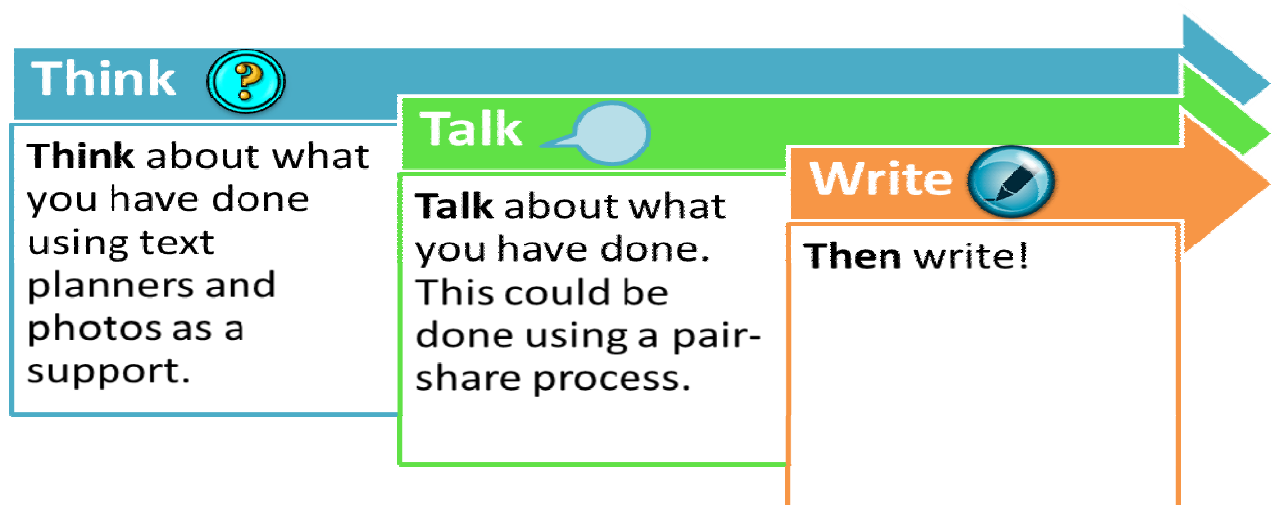 Think
Think about what
you have done
using text
planners and
photos as a
support.
Talk
Talk about what
you have done.
This could be
done using a pair-
share process.
Write
Then write!